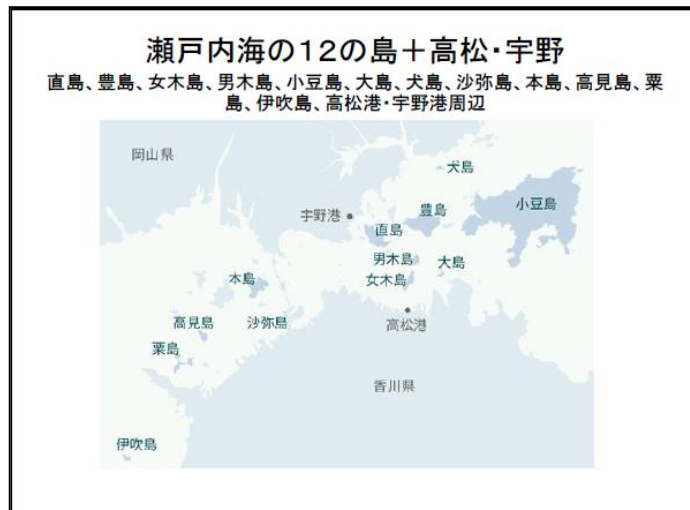 瀬戸内海の12の島+高松・宇野
直島、豊島、女木島、男木島、小豆島、大島、犬島、沙弥島、本島、高見島、粟
島、伊吹島、高松港・宇野港周辺
岡山県
犬島
小豆島
豊島
宇野港
直島
男木島
大島
本島
女木島
高見島
沙弥島
高松港
粟島
香川県
伊吹島